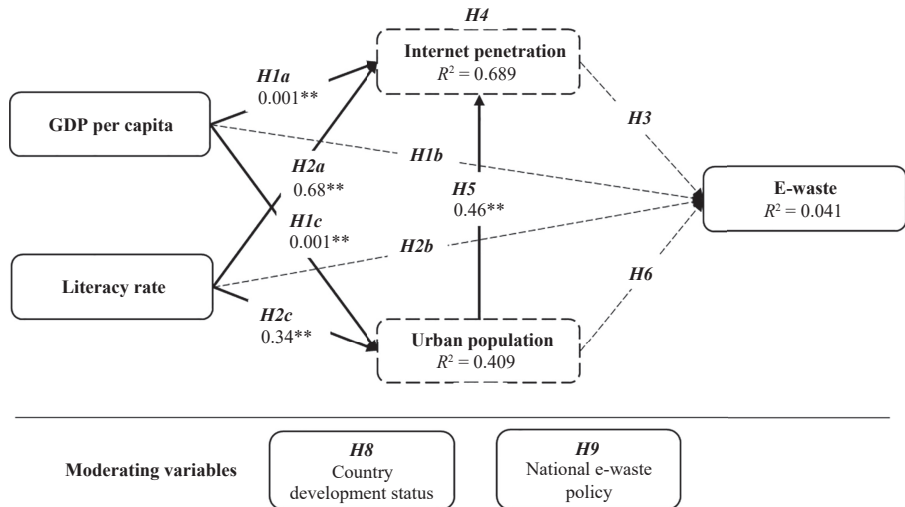 H4
Internet penetration
R² = 0.689
H1a
0.001**
GDP per capita
H3
H1b
H2a
0.68**
H5
0.46**
E-waste
R² = 0.041
H1c
0.001**
H2b
H6
Literacy rate
H2c
0.34**
Urban population
R² = 0.409
Moderating variables
H8
Country
development status
H9
National e-waste
policy